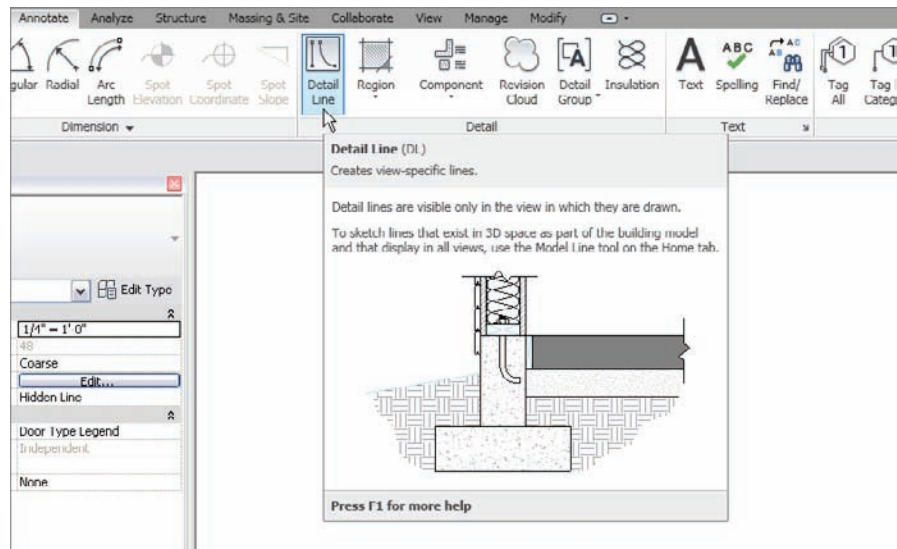 Annotate Analyze Structure Massing & Site Collaborate View Manage Modify
gular Radial Arc Length Spot Elevation Spot Coordinate Spot Slope Detail Line Region Component Revision Cloud Detail Group Insulation Text Spelling Find/ Replace Tag All Tag Categ
A ABC A 1 1
Dimension Detail Text
Detail Line (DL)
Creates view-specific lines.
Detail lines are visible only in the view in which they are drawn.
To sketch lines that exist in 3D space as part of the building model
and that display in all views, use the Model Line tool on the Home tab.
Edit Type
1/4" = 1' 0"
48
Coarse
Edit...
Hidden Line
Door Type Legend
Independent
None
Press F1 for more help